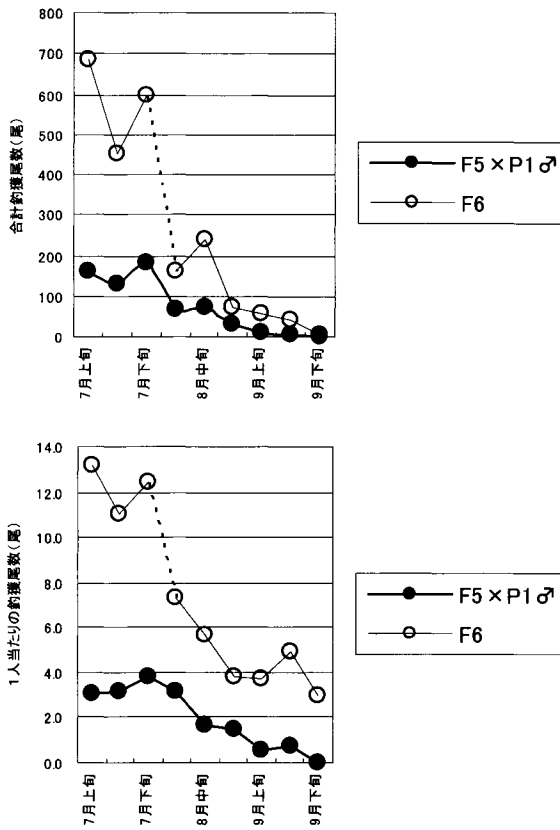 800
700
600
500
400
300
200
100
0
合計釣獲尾数(尾)
7月上旬
7月下旬
8月中旬
9月上旬
9月下旬
F5×P1♂
F6
14.0
12.0
10.0
8.0
6.0
4.0
2.0
0.0
1人当たりの釣獲尾数(尾)
7月上旬
7月下旬
8月中旬
9月上旬
9月下旬
F5×P1♂
F6